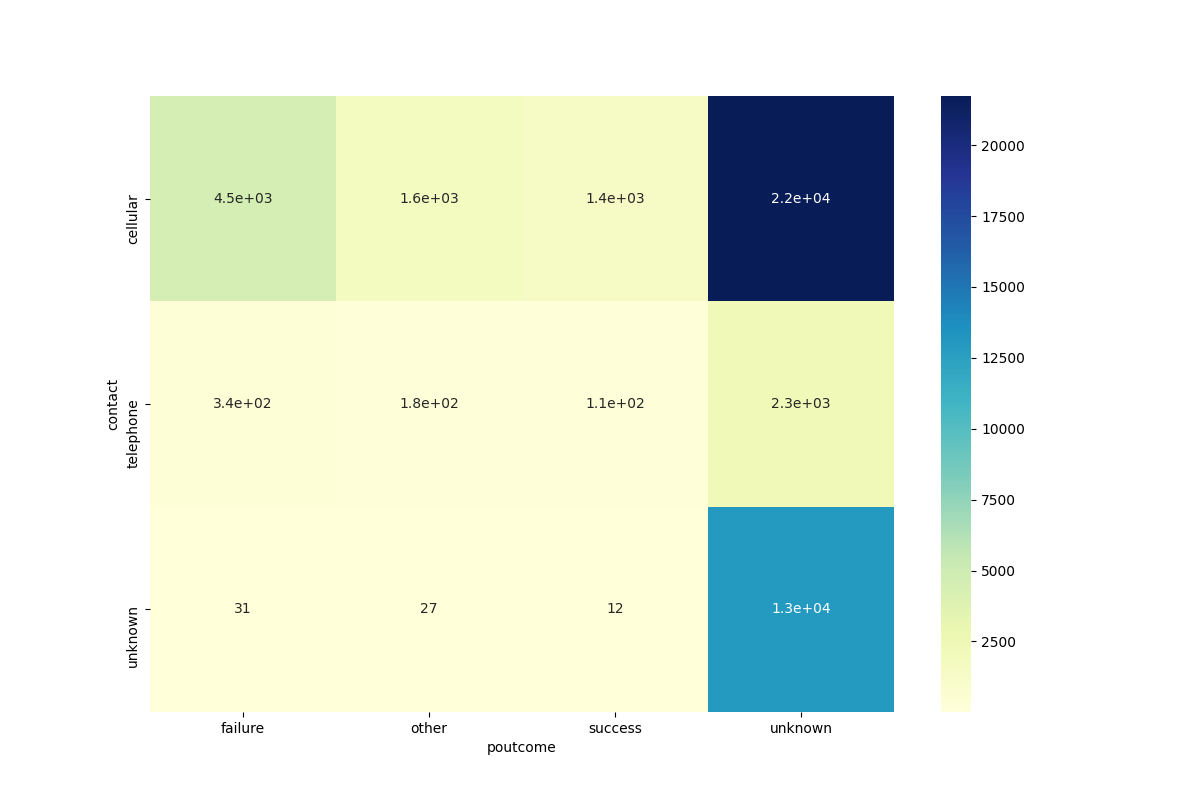 cellular
4.5e+03 1.6e+03 1.4e+03 2.2e+04
contact
telephone
3.4e+02 1.8e+02 1.1e+02 2.3e+03
unknown
31 27 12 1.3e+04
failure other success unknown
poutcome
20000
17500
15000
12500
10000
7500
5000
2500